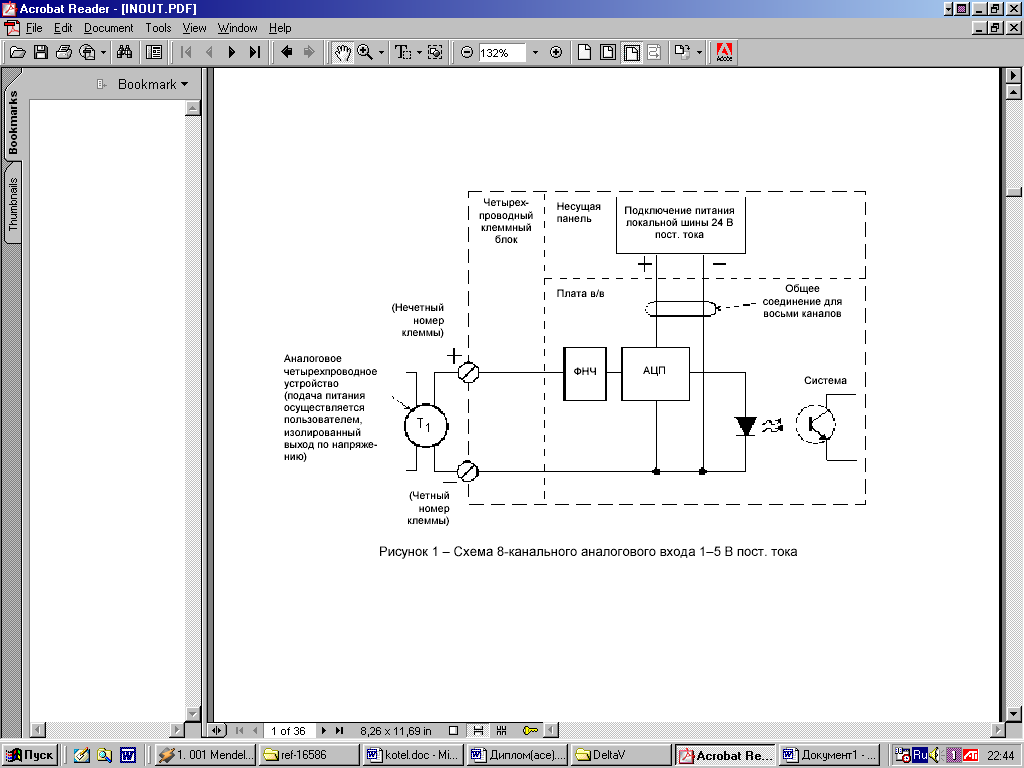 Acrobat Reader - [INOUT.PDF]
File Edit Document Tools View Window Help
132%
Adobe
Bookmark
Bookmarks
Thumbnails
Четырех-
проводный
клеммный
блок
Несущая
панель
Подключение питания
локальной шины 24 В
пост. тока
+ −
Плата в/в
Общее
соединение для
восьми каналов
(Нечетный
номер
клеммы)
+
Аналоговое
четырехпроводное
устройство
(подача питания
осуществляется
пользователем,
изолированный
выход по напряже-
нию)
T1
ФНЧ
АЦП
Система
−
(Четный
номер
клеммы)
Рисунок 1 – Схема 8-канального аналогового входа 1–5 В пост. тока
1 of 36
8,26 x 11,69 in
Пуск
1. 001 Mendel...
ref-16586
kotel.doc - Mi...
Диплом(ace)....
DeltaV
Acrobat Re...
Документ1 - ...
Ru
22:44